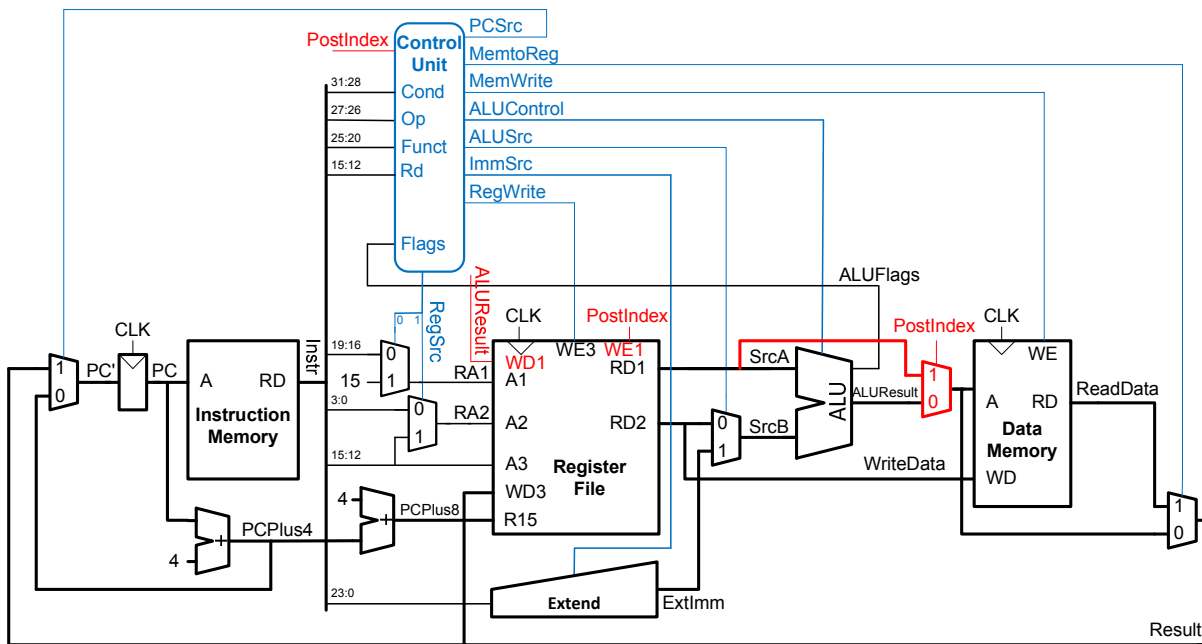 PCSrc
PostIndex
Control
Unit
MemtoReg
MemWrite
31:28
Cond
ALUControl
27:26
Op
ALUSrc
25:20
Funct
ImmSrc
15:12
Rd
RegWrite
Flags
ALUFlags
ALUResult
RegSrc
0 1
CLK
Instr
19:16
0
1
15
RA1
CLK
WD1
WE3
PostIndex
WE1
A1
RD1
SrcA
PostIndex
1
0
CLK
WE
1
0
PC'
PC
A
RD
Instruction
Memory
3:0
0
1
RA2
A2
RD2
0
1
SrcB
ALU
ALUResult
A
RD
ReadData
Data
Memory
15:12
A3
Register
File
WriteData
WD
WD3
4
+
PCPlus8
R15
1
0
PCPlus4
+
4
23:0
Extend
ExtImm
Result